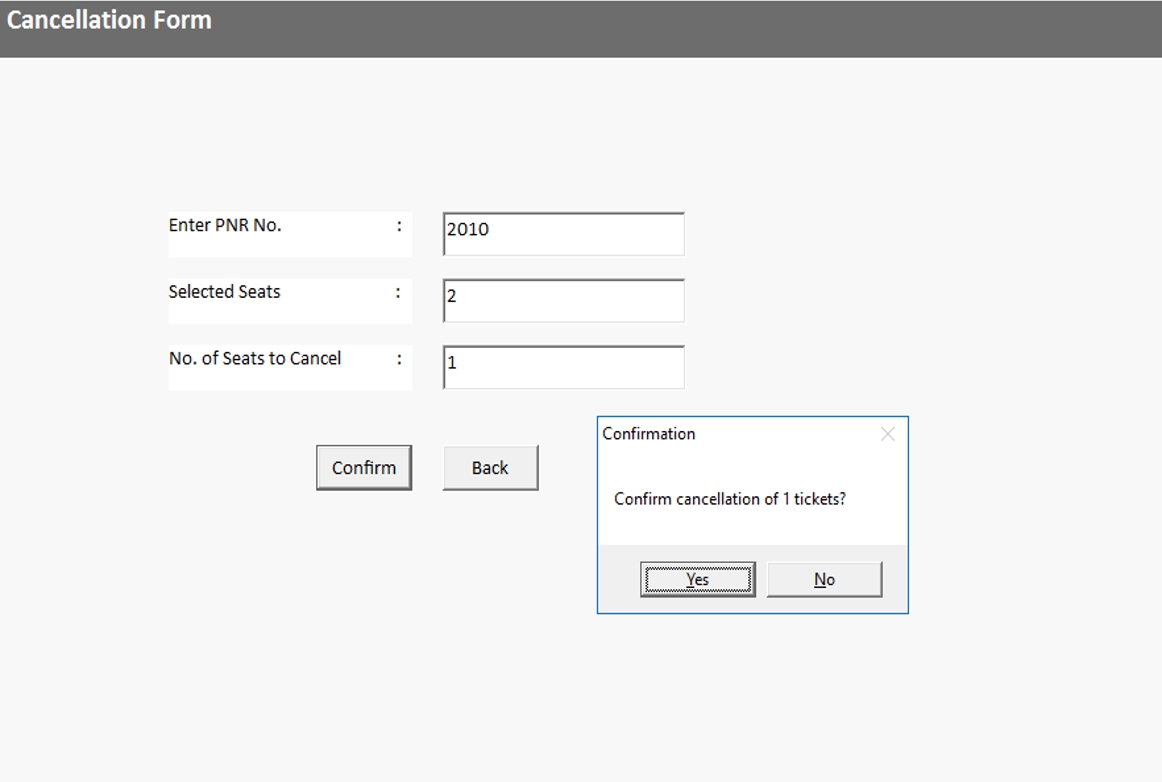 Cancellation Form
Enter PNR No. : 2010
Selected Seats : 2
No. of Seats to Cancel : 1
Confirm Back
Confirmation
Confirm cancellation of 1 tickets?
Yes No